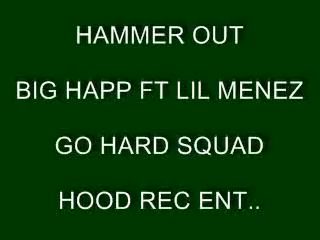 HAMMER OUT
BIG HAPP FT LIL MENEZ
GO HARD SQUAD
HOOD REC ENT..